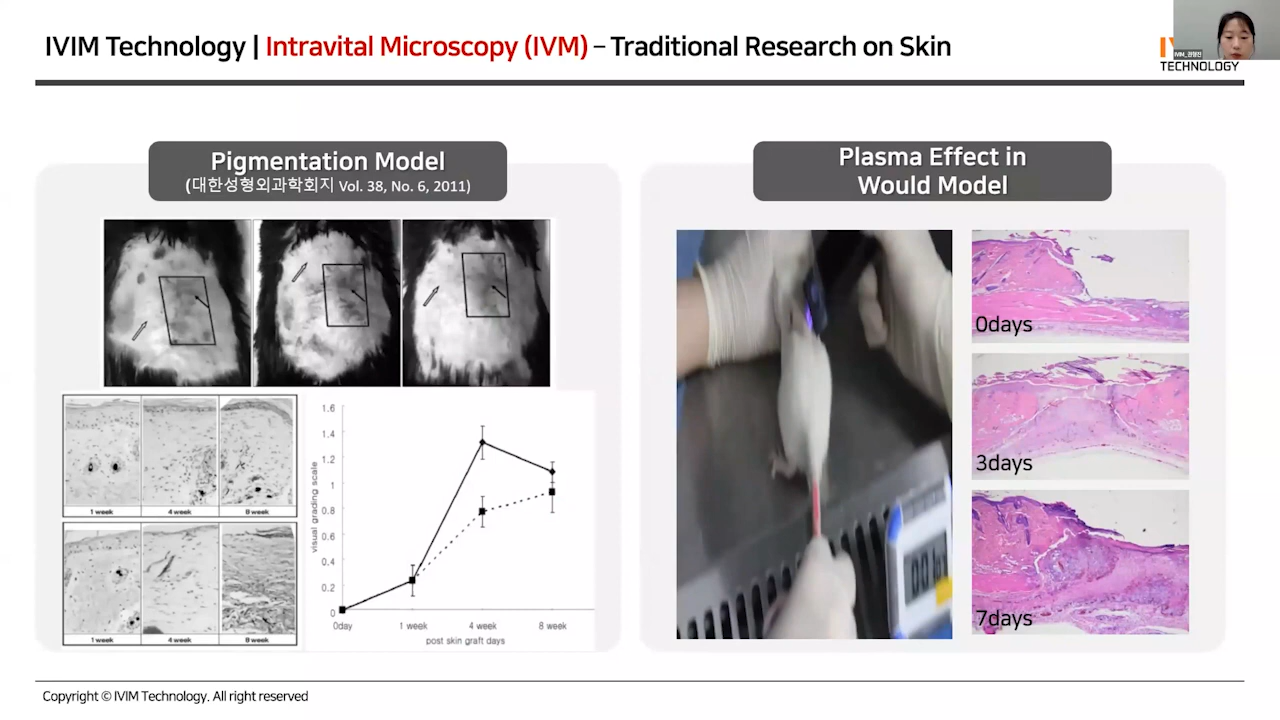 IVIM Technology | Intravital Microscopy (IVM) – Traditional Research on Skin
TECHNOLOGY
Pigmentation Model
(대한성형외과학회지 Vol. 38, No. 6, 2011)
1 week
4 week
8 week
1 week
4 week
8 week
visual grading scale
1.6
1.4
1.2
1
0.8
0.6
0.4
0.2
0
0day
1 week
4 week
8 week
post skin graft days
Plasma Effect in
Would Model
0days
3days
7days
Copyright © IVIM Technology. All right reserved